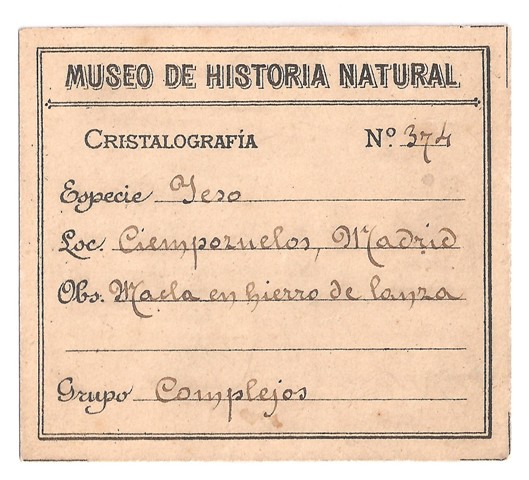 MUSEO DE HISTORIA NATURAL
CRISTALOGRAFÍA Nº 374
Especie Yeso
Loc. Ciempozuelos, Madrid
Obs. Macla en hierro de lanza
Grupo Complejos